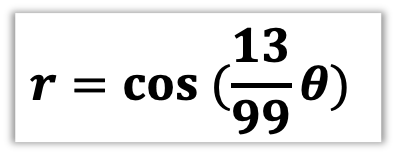 r = cos (13/99 θ)